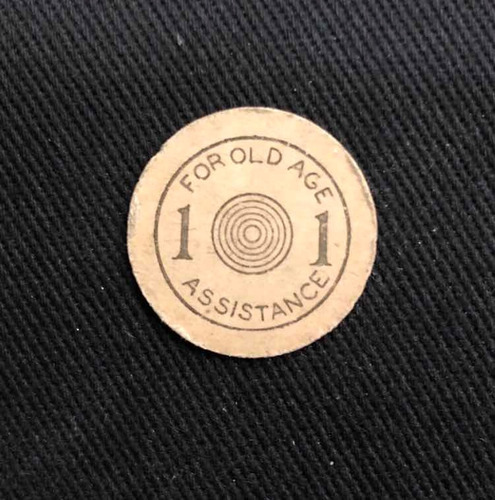 FOR OLD AGE
1 1
ASSISTANCE